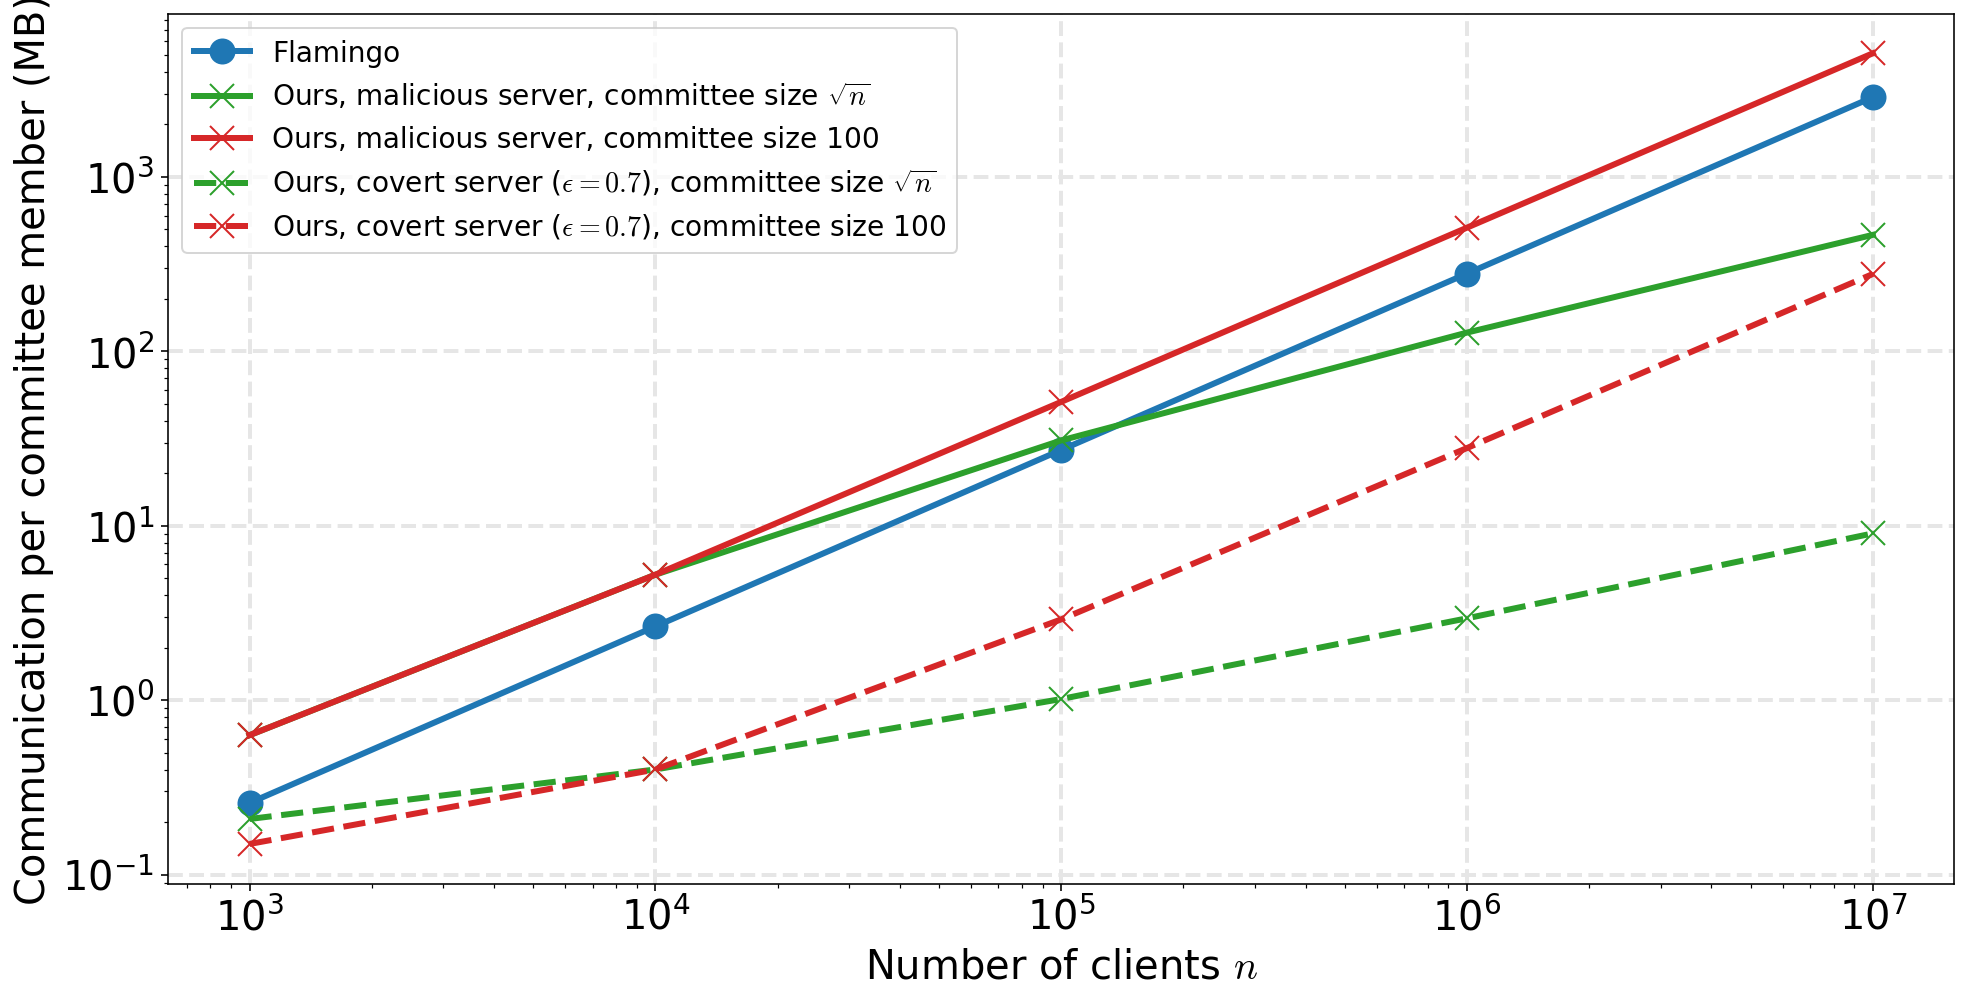 Communication per committee member (MB)
Flamingo
Ours, malicious server, committee size √n
Ours, malicious server, committee size 100
Ours, covert server (ϵ = 0.7), committee size √n
Ours, covert server (ϵ = 0.7), committee size 100
10³
10²
10¹
10⁰
10⁻¹
10³ 10⁴ 10⁵ 10⁶ 10⁷
Number of clients n